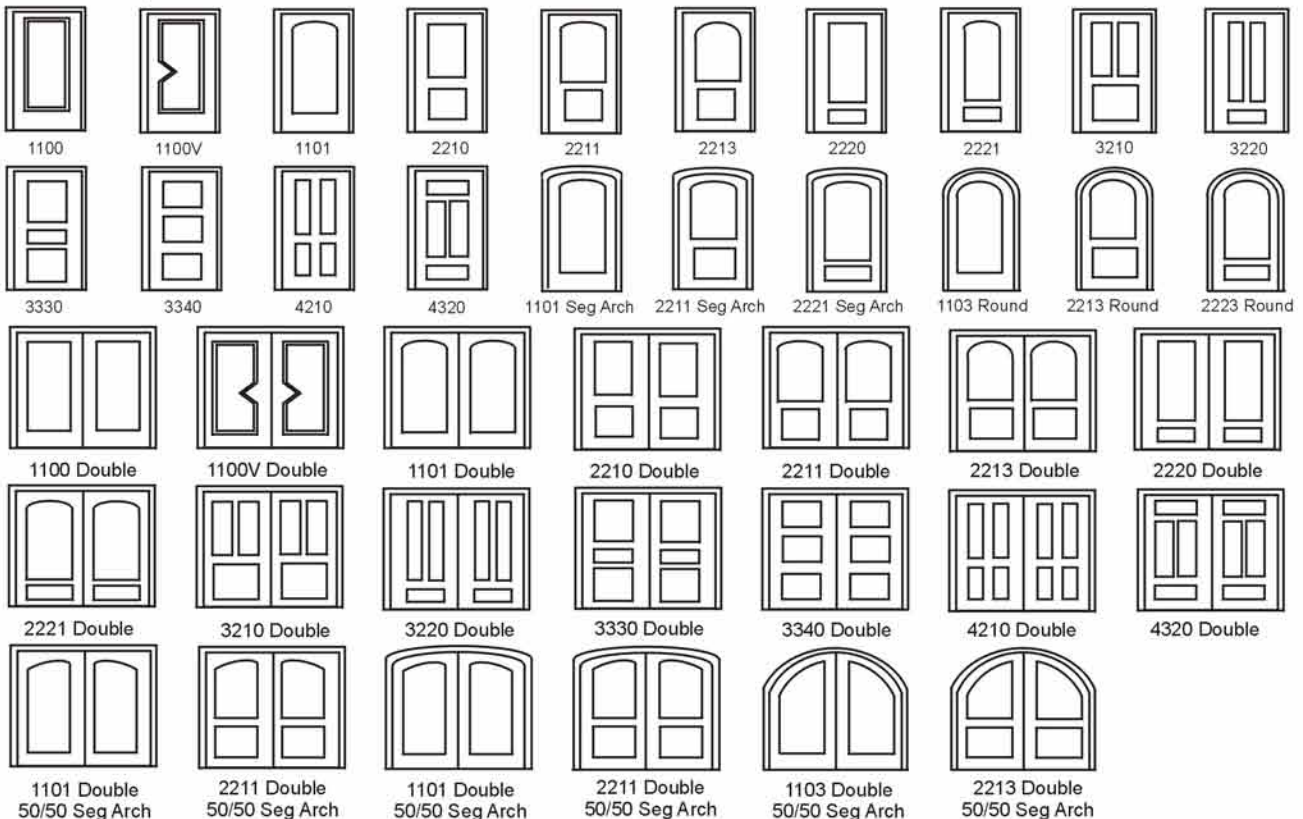 1100 1100V 1101 2210 2211 2213 2220 2221 3210 3220
3330 3340 4210 4320 1101 Seg Arch 2211 Seg Arch 2221 Seg Arch 1103 Round 2213 Round 2223 Round
1100 Double 1100V Double 1101 Double 2210 Double 2211 Double 2213 Double 2220 Double
2221 Double 3210 Double 3220 Double 3330 Double 3340 Double 4210 Double 4320 Double
1101 Double 2211 Double 1101 Double 2211 Double 1103 Double 2213 Double
50/50 Seg Arch 50/50 Seg Arch 50/50 Seg Arch 50/50 Seg Arch 50/50 Seg Arch 50/50 Seg Arch